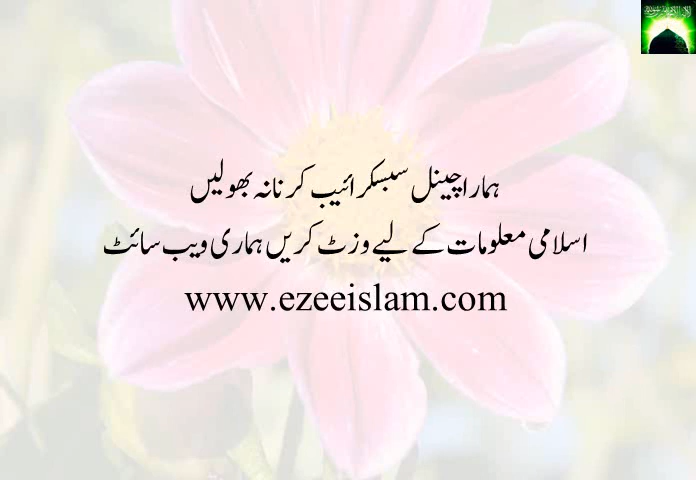 ہمارا چینل سبسکرائیب کرنا نہ بھولیں
اسلامی معلومات کے لیے وزٹ کریں ہماری ویب سائٹ
www.ezeeislam.com